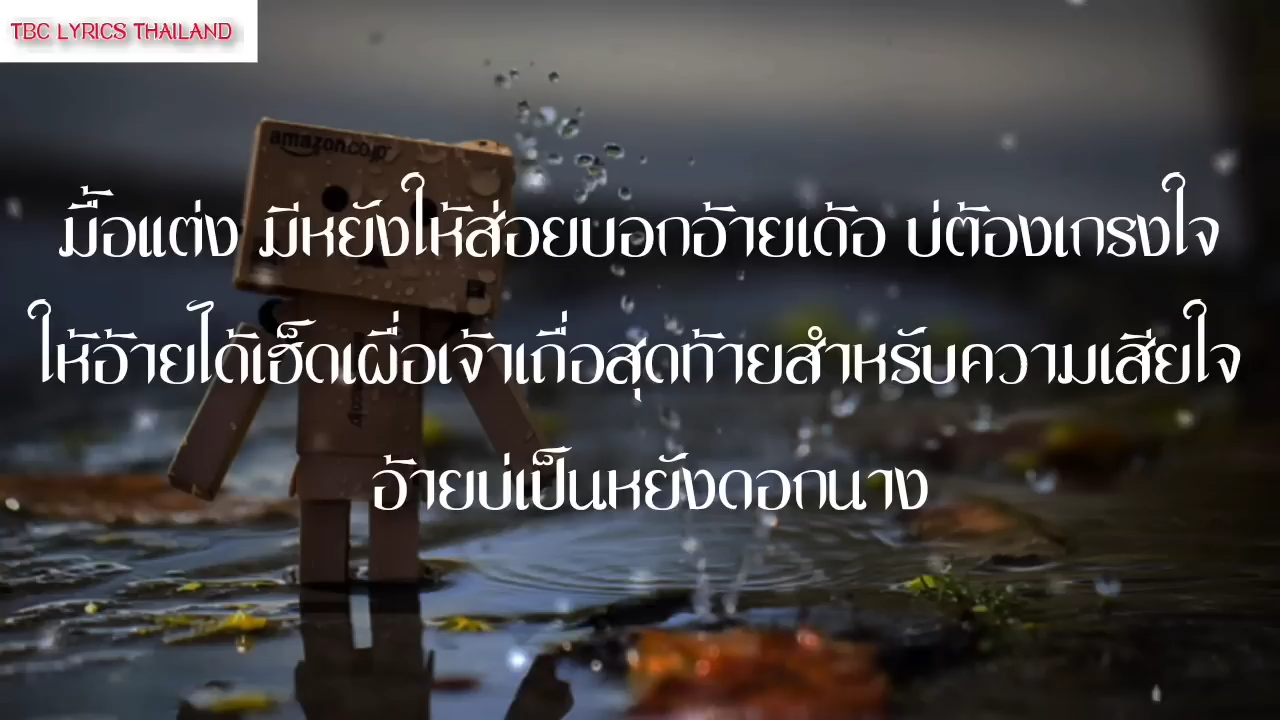 TBC LYRICS THAILAND
amazon.co.jp
มื้อแต่ง มีหยังให้ส่อยบอกอ้ายเด้อ บ่ต้องเกรงใจ
ให้อ้ายได้เฮ็ดเผื่อเจ้าเถื่อสุดท้ายสำหรับความเสียใจ
อ้ายบ่เป็นหยังดอกนาง